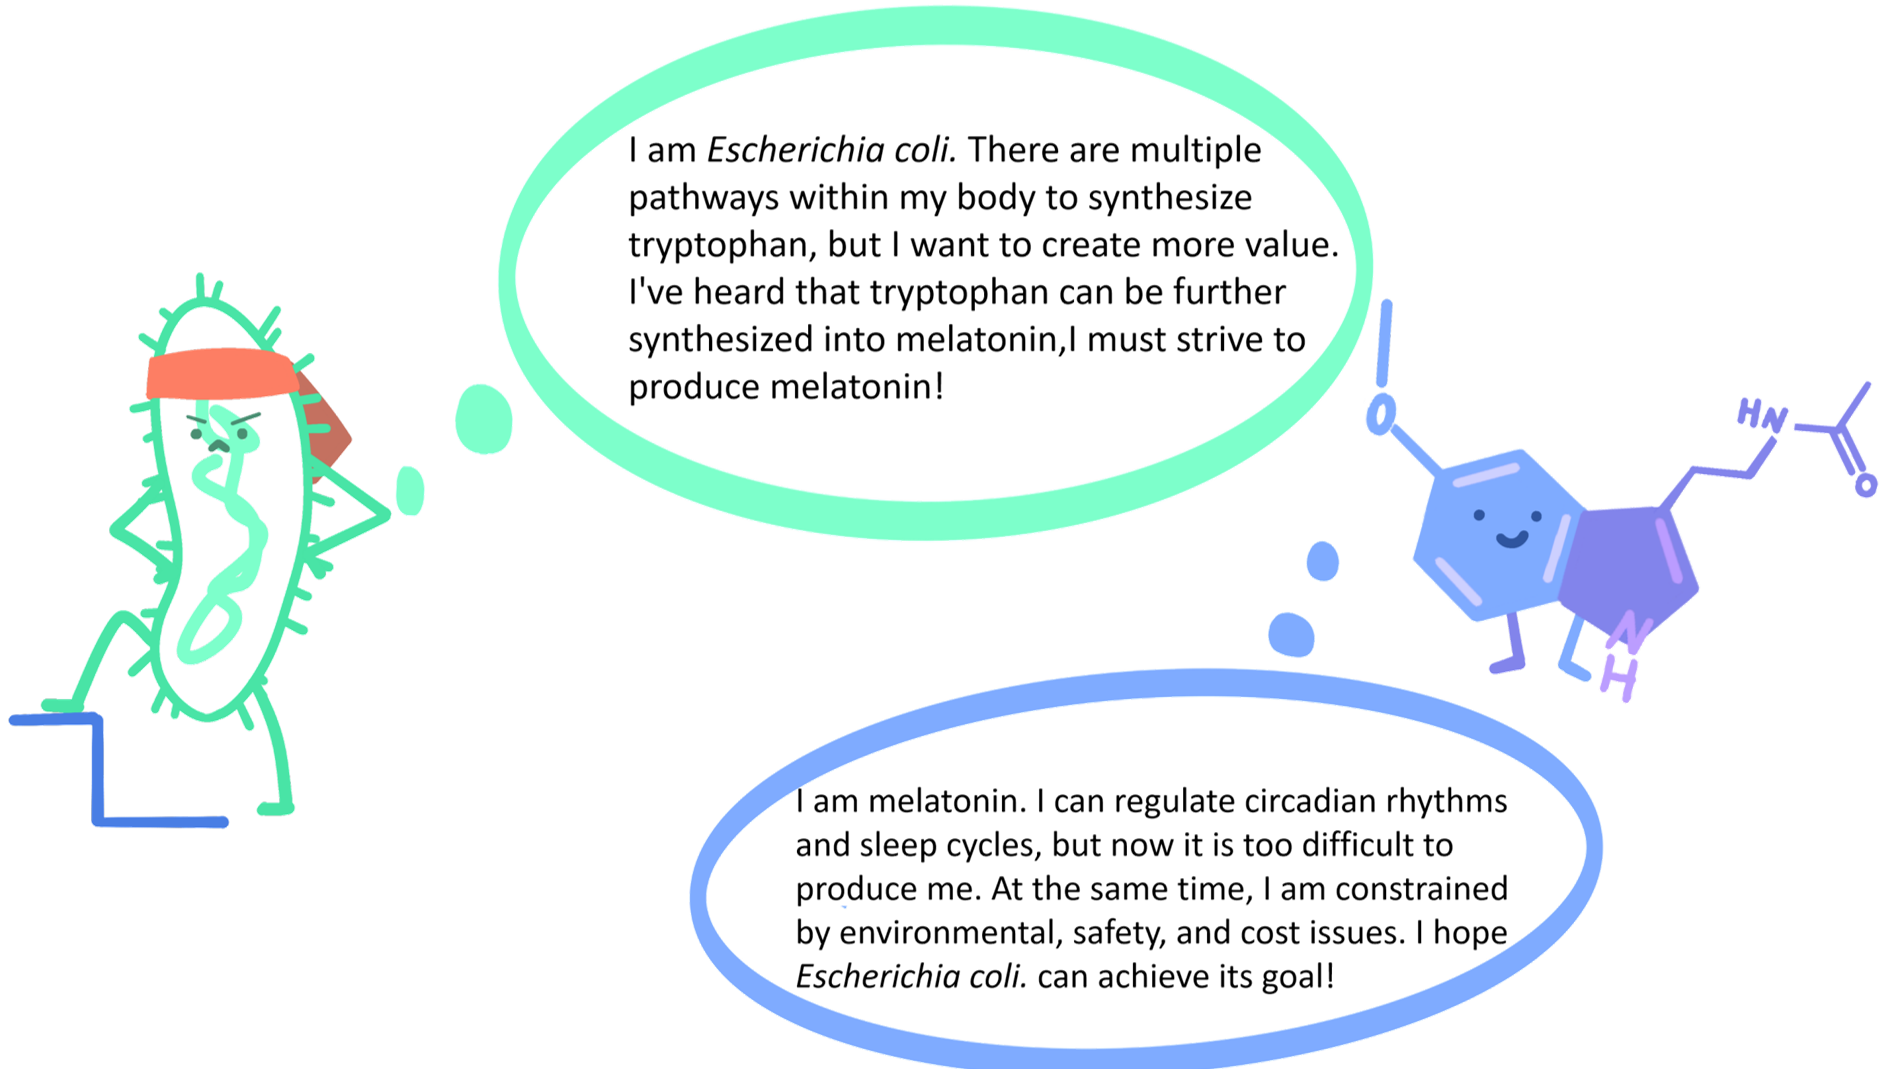 I am Escherichia coli. There are multiple
pathways within my body to synthesize
tryptophan, but I want to create more value.
I've heard that tryptophan can be further
synthesized into melatonin,I must strive to
produce melatonin!
O
HN
O
N
H
I am melatonin. I can regulate circadian rhythms
and sleep cycles, but now it is too difficult to
produce me. At the same time, I am constrained
by environmental, safety, and cost issues. I hope
Escherichia coli. can achieve its goal!